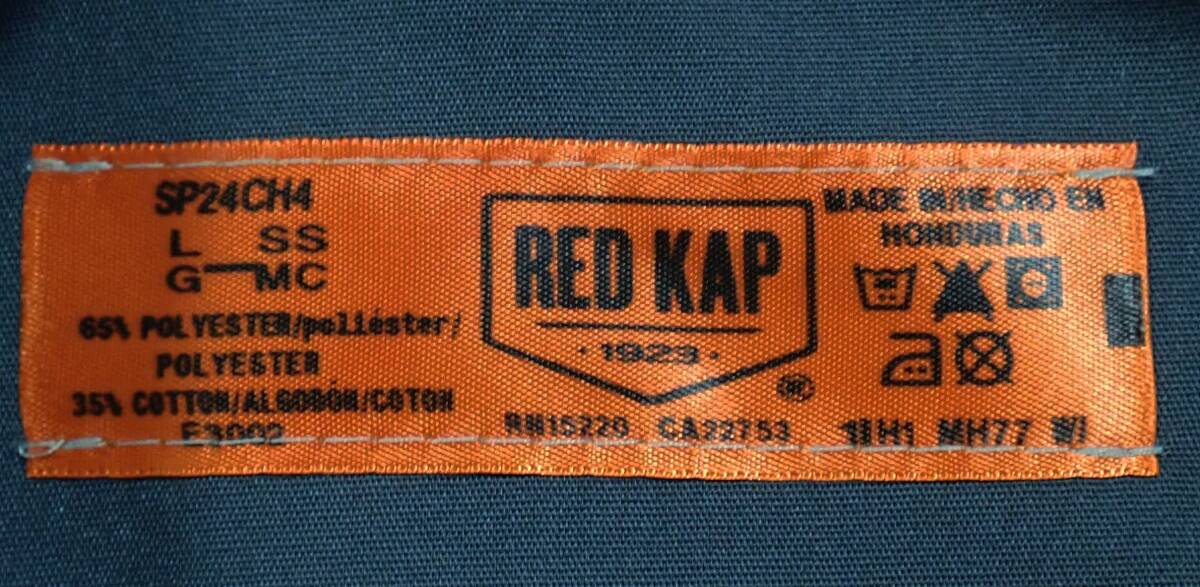 SP24CH4
L SS
G MC
65% POLYESTER/poliéster/
POLYESTER
35% COTTON/ALGODÓN/COTON
E3002
RED KAP
· 1923 ·
RN15220 CA22753
MADE IN/HECHO EN
HONDURAS
MH77